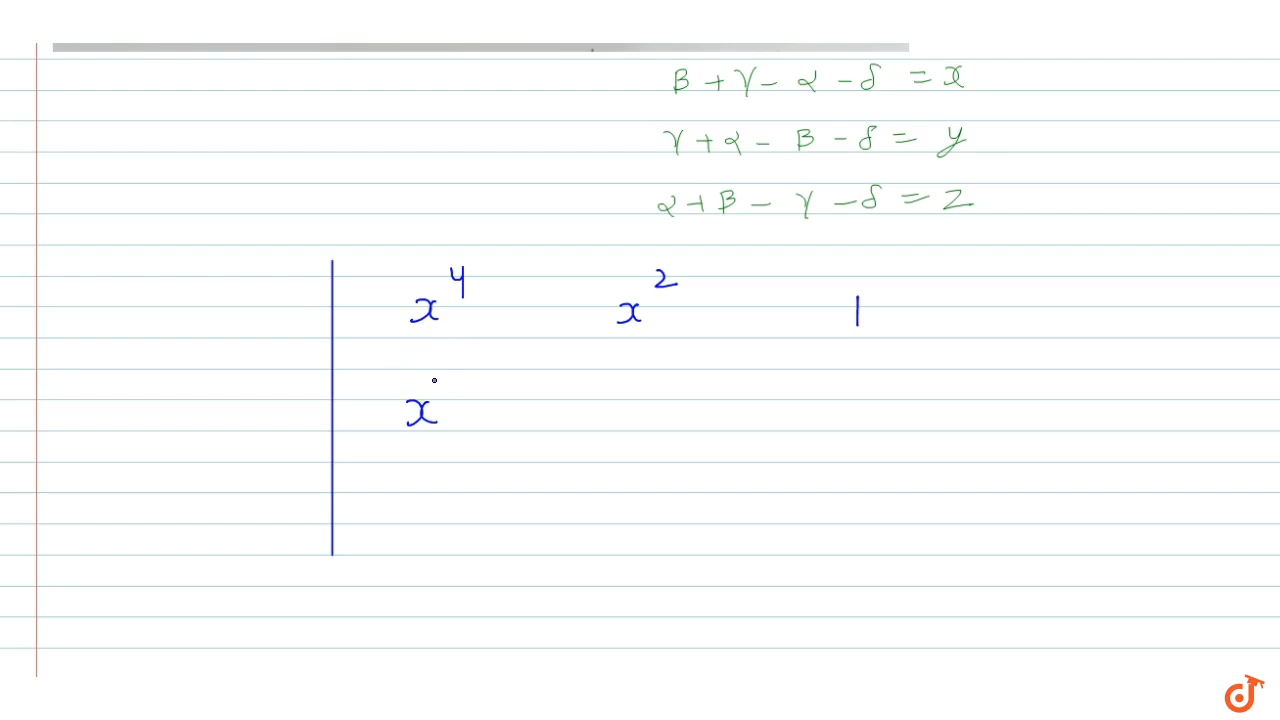 β + γ - α - δ = x
γ + α - β - δ = y
α + β - γ - δ = z
x⁴ x² 1
x